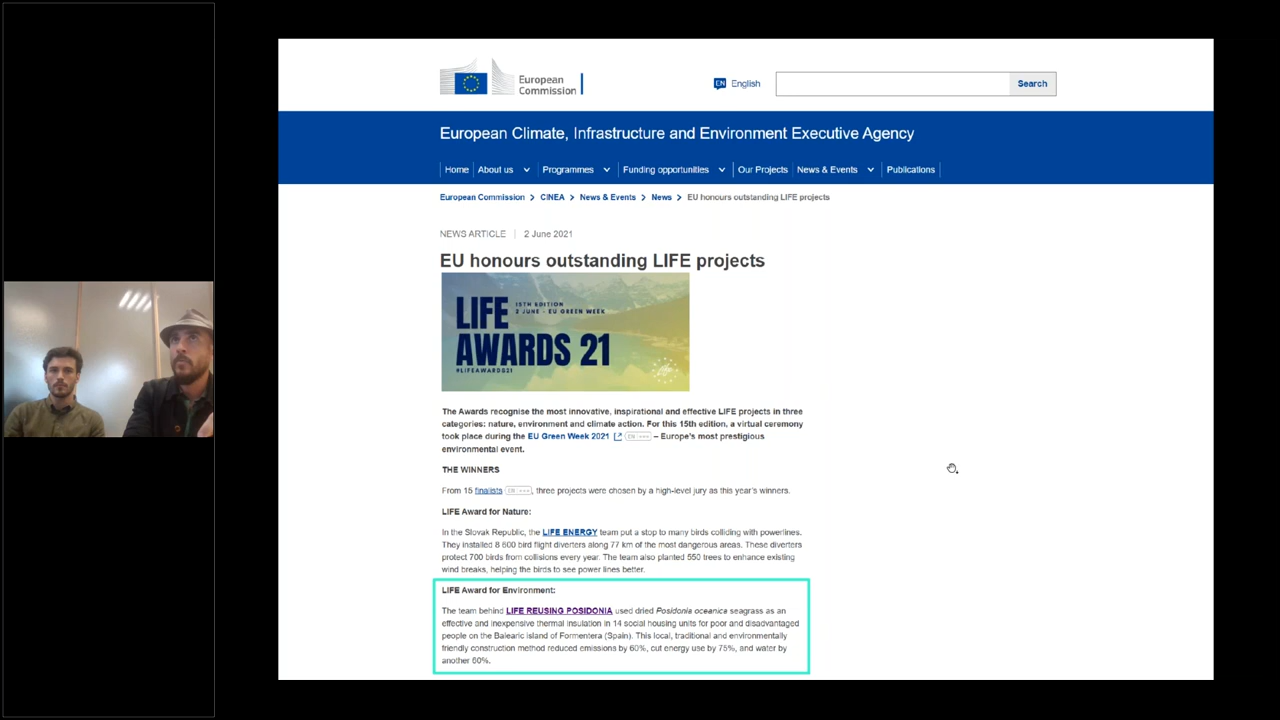 European
Commission
EN English
Search
European Climate, Infrastructure and Environment Executive Agency
Home About us Programmes Funding opportunities Our Projects News & Events Publications
European Commission > CINEA > News & Events > News > EU honours outstanding LIFE projects
NEWS ARTICLE | 2 June 2021
EU honours outstanding LIFE projects
LIFE
15TH EDITION
2 JUNE - EU GREEN WEEK
AWARDS 21
#LIFEAWARDS21
The Awards recognise the most innovative, inspirational and effective LIFE projects in three
categories: nature, environment and climate action. For this 15th edition, a virtual ceremony
took place during the EU Green Week 2021 EN ••• – Europe's most prestigious
environmental event.
THE WINNERS
From 15 finalists EN •••, three projects were chosen by a high-level jury as this year's winners.
LIFE Award for Nature:
In the Slovak Republic, the LIFE ENERGY team put a stop to many birds colliding with powerlines.
They installed 8 600 bird flight diverters along 77 km of the most dangerous areas. These diverters
protect 700 birds from collisions every year. The team also planted 550 trees to enhance existing
wind breaks, helping the birds to see power lines better.
LIFE Award for Environment:
The team behind LIFE REUSING POSIDONIA used dried Posidonia oceanica seagrass as an
effective and inexpensive thermal insulation in 14 social housing units for poor and disadvantaged
people on the Balearic island of Formentera (Spain). This local, traditional and environmentally
friendly construction method reduced emissions by 60%, cut energy use by 75%, and water by
another 60%.